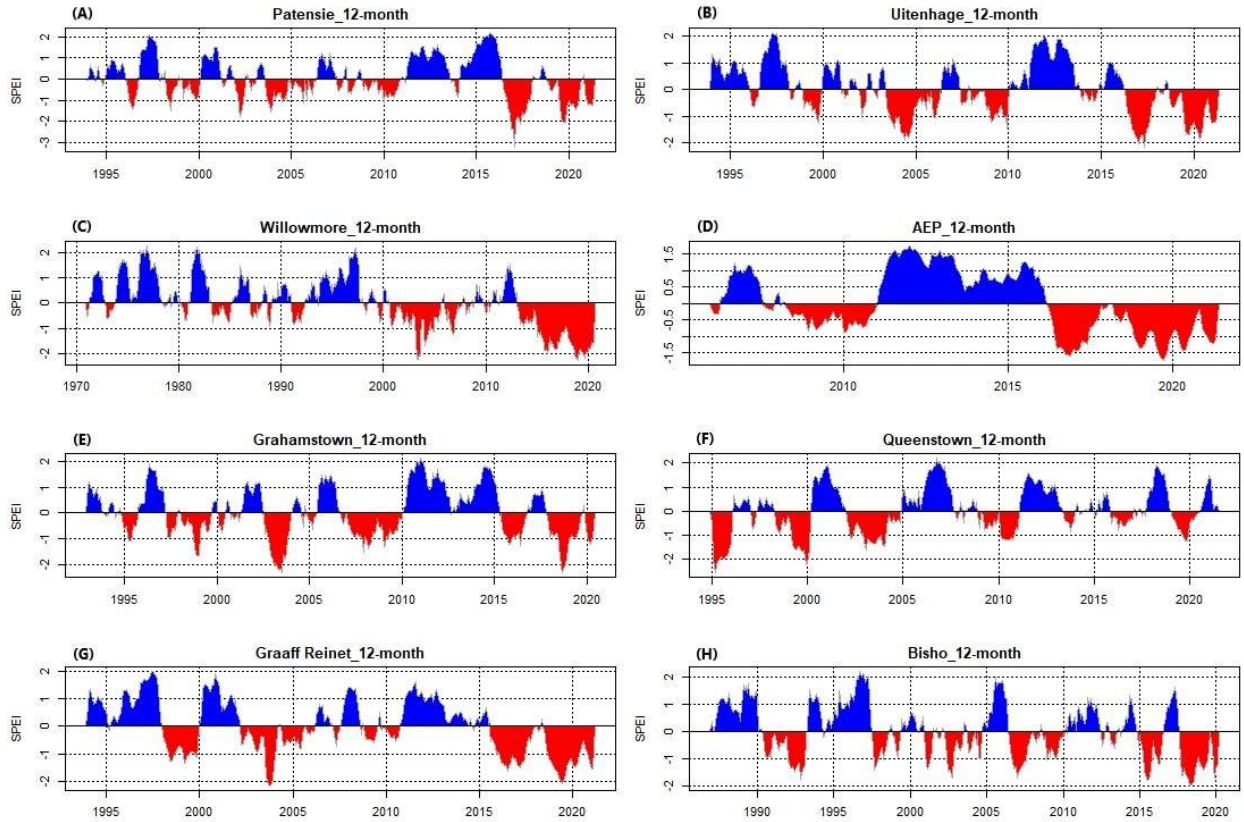 (A) Patensie_12-month
SPEI
2
1
0
-1
-2
-3
1995 2000 2005 2010 2015 2020
(B) Uitenhage_12-month
SPEI
2
1
0
-1
-2
1995 2000 2005 2010 2015 2020
(C) Willowmore_12-month
SPEI
2
1
0
-1
-2
1970 1980 1990 2000 2010 2020
(D) AEP_12-month
SPEI
1.5
0.5
-0.5
-1.5
2010 2015 2020
(E) Grahamstown_12-month
SPEI
2
1
0
-1
-2
1995 2000 2005 2010 2015 2020
(F) Queenstown_12-month
SPEI
2
1
0
-1
-2
1995 2000 2005 2010 2015 2020
(G) Graaff Reinet_12-month
SPEI
2
1
0
-1
-2
1995 2000 2005 2010 2015 2020
(H) Bisho_12-month
SPEI
2
1
0
-1
-2
1990 1995 2000 2005 2010 2015 2020